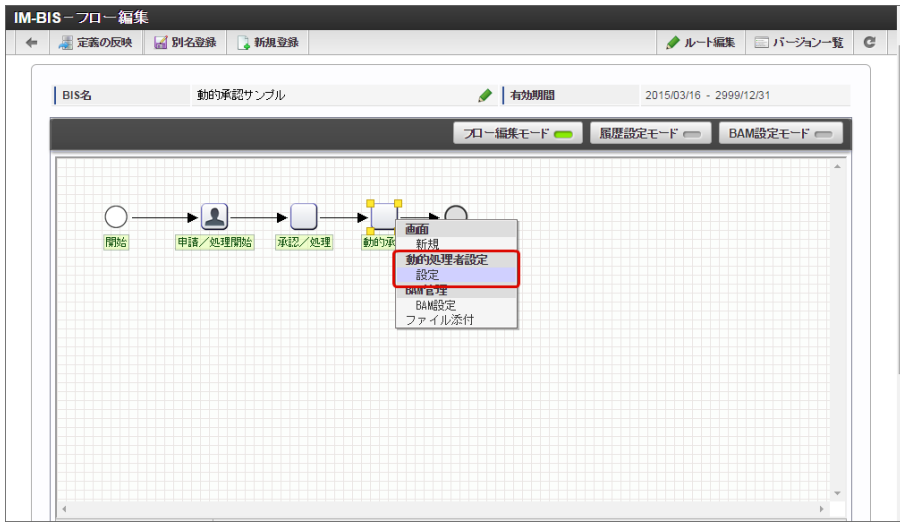 IM-BIS－フロー編集
定義の反映 別名登録 新規登録 ルート編集 バージョン一覧
BIS名 動的承認サンプル 有効期間 2015/03/16 - 2999/12/31
フロー編集モード 履歴設定モード BAM設定モード
開始 申請／処理開始 承認／処理 動的承
画面
新規
動的処理者設定
設定
BAM管理
BAM設定
ファイル添付